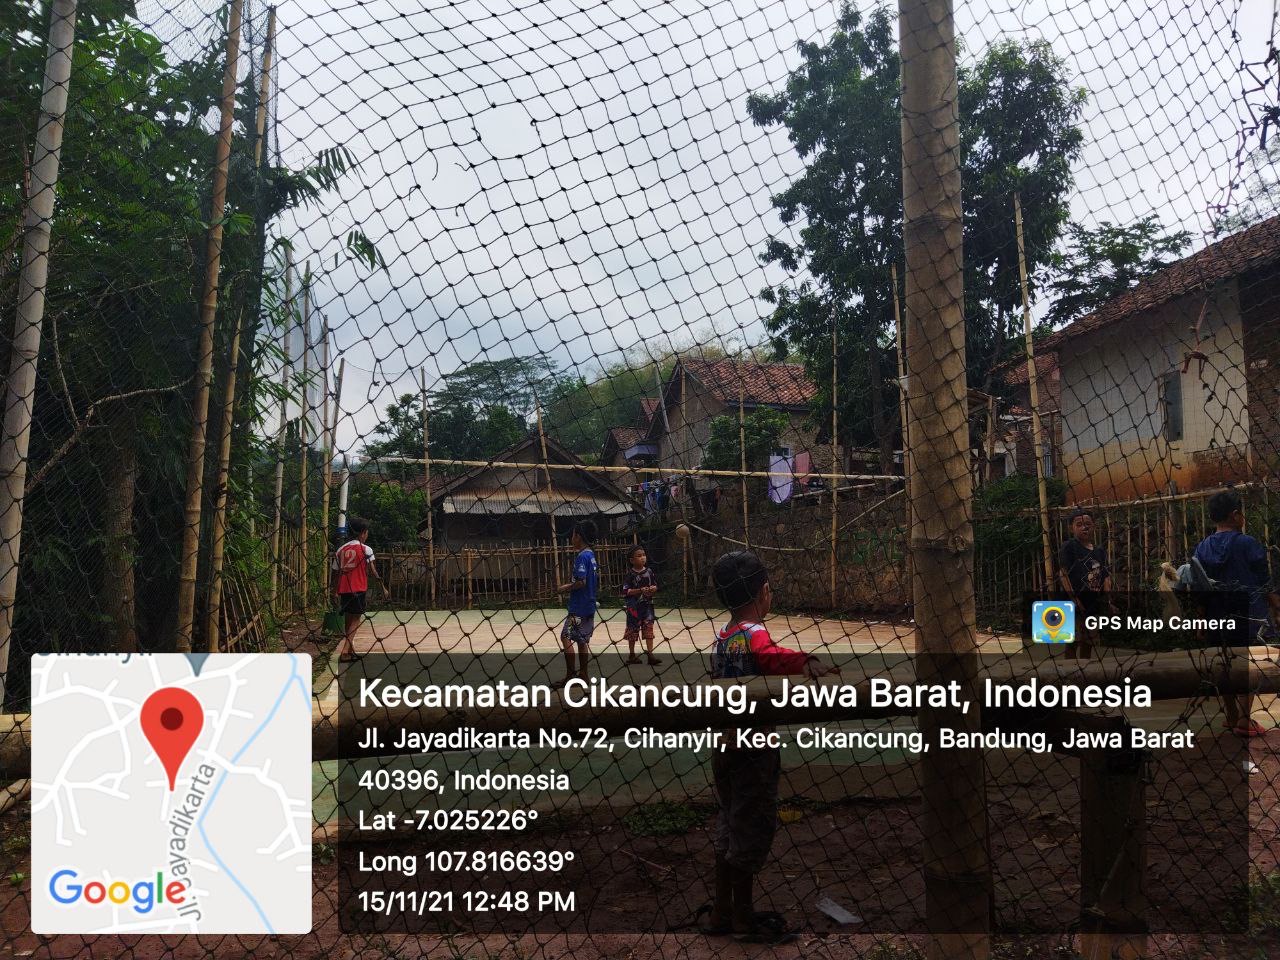 12
GPS Map Camera
Cihanyir
Jl. Jayadikarta
Google
Kecamatan Cikancung, Jawa Barat, Indonesia
Jl. Jayadikarta No.72, Cihanyir, Kec. Cikancung, Bandung, Jawa Barat
40396, Indonesia
Lat -7.025226°
Long 107.816639°
15/11/21 12:48 PM